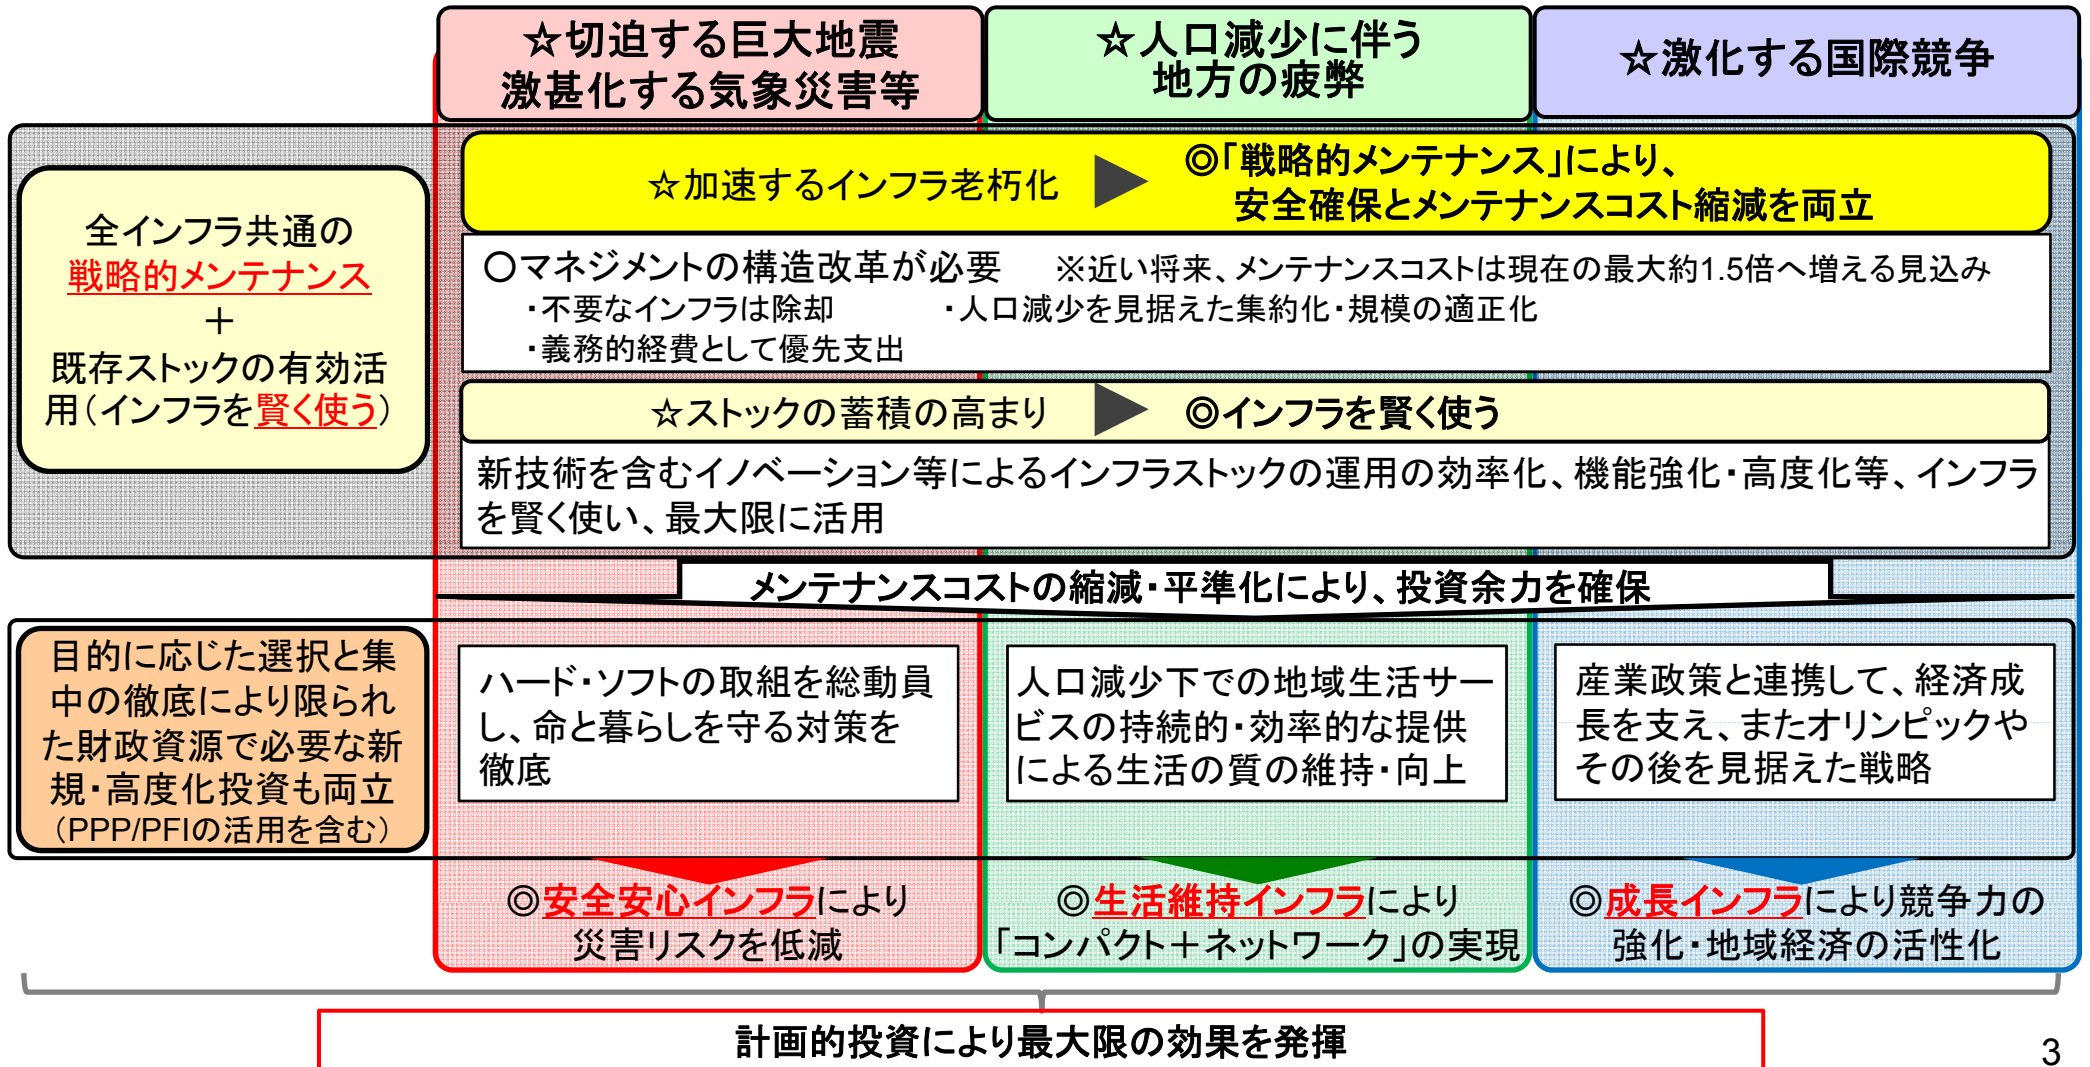 ☆切迫する巨大地震
激甚化する気象災害等
☆人口減少に伴う
地方の疲弊
☆激化する国際競争
全インフラ共通の
戦略的メンテナンス
＋
既存ストックの有効活
用（インフラを賢く使う）
☆加速するインフラ老朽化
◎「戦略的メンテナンス」により、
安全確保とメンテナンスコスト縮減を両立
○マネジメントの構造改革が必要　※近い将来、メンテナンスコストは現在の最大約1.5倍へ増える見込み
・不要なインフラは除却　・人口減少を見据えた集約化・規模の適正化
・義務的経費として優先支出
☆ストックの蓄積の高まり
◎インフラを賢く使う
新技術を含むイノベーション等によるインフラストックの運用の効率化、機能強化・高度化等、インフラ
を賢く使い、最大限に活用
メンテナンスコストの縮減・平準化により、投資余力を確保
目的に応じた選択と集
中の徹底により限られ
た財政資源で必要な新
規・高度化投資も両立
（PPP/PFIの活用を含む）
ハード・ソフトの取組を総動員
し、命と暮らしを守る対策を
徹底
人口減少下での地域生活サー
ビスの持続的・効率的な提供
による生活の質の維持・向上
産業政策と連携して、経済成
長を支え、またオリンピックや
その後を見据えた戦略
◎安全安心インフラにより
災害リスクを低減
◎生活維持インフラにより
「コンパクト＋ネットワーク」の実現
◎成長インフラにより競争力の
強化・地域経済の活性化
計画的投資により最大限の効果を発揮
3